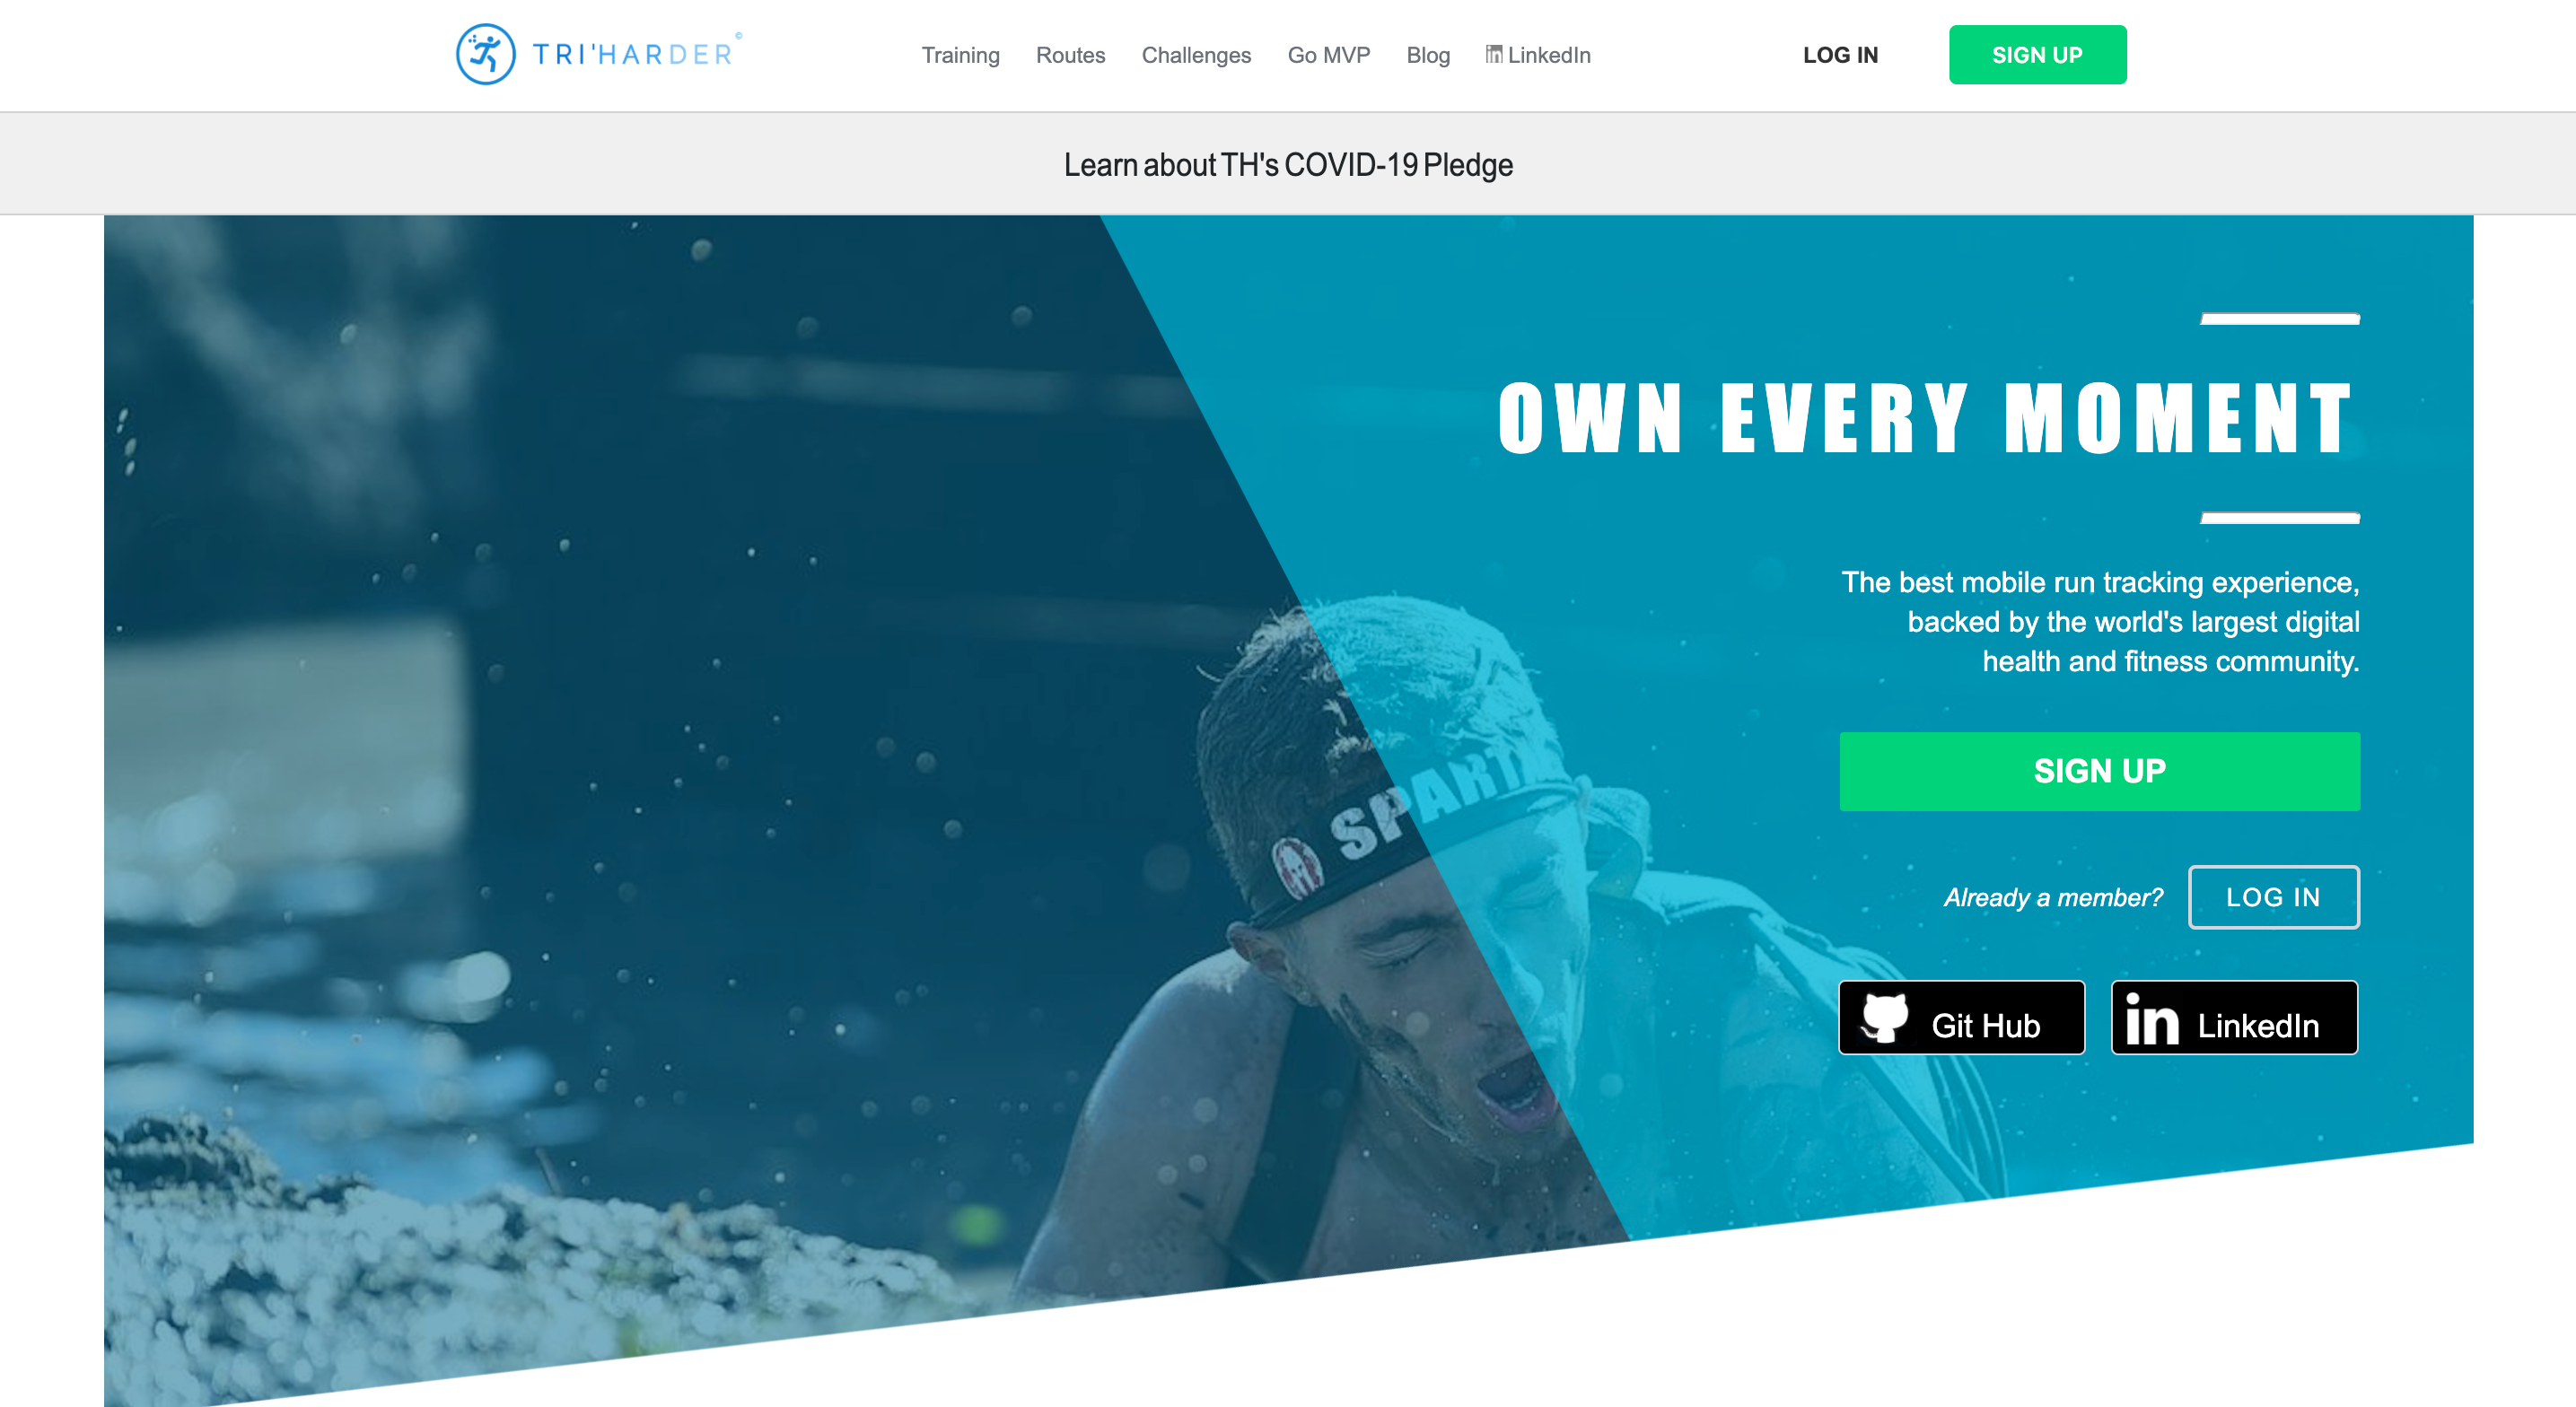 TRI'HARDER©
Training
Routes
Challenges
Go MVP
Blog
LinkedIn
LOG IN
SIGN UP
Learn about TH's COVID-19 Pledge
OWN EVERY MOMENT
The best mobile run tracking experience,
backed by the world's largest digital
health and fitness community.
SPART
SIGN UP
Already a member?
LOG IN
Git Hub
in LinkedIn